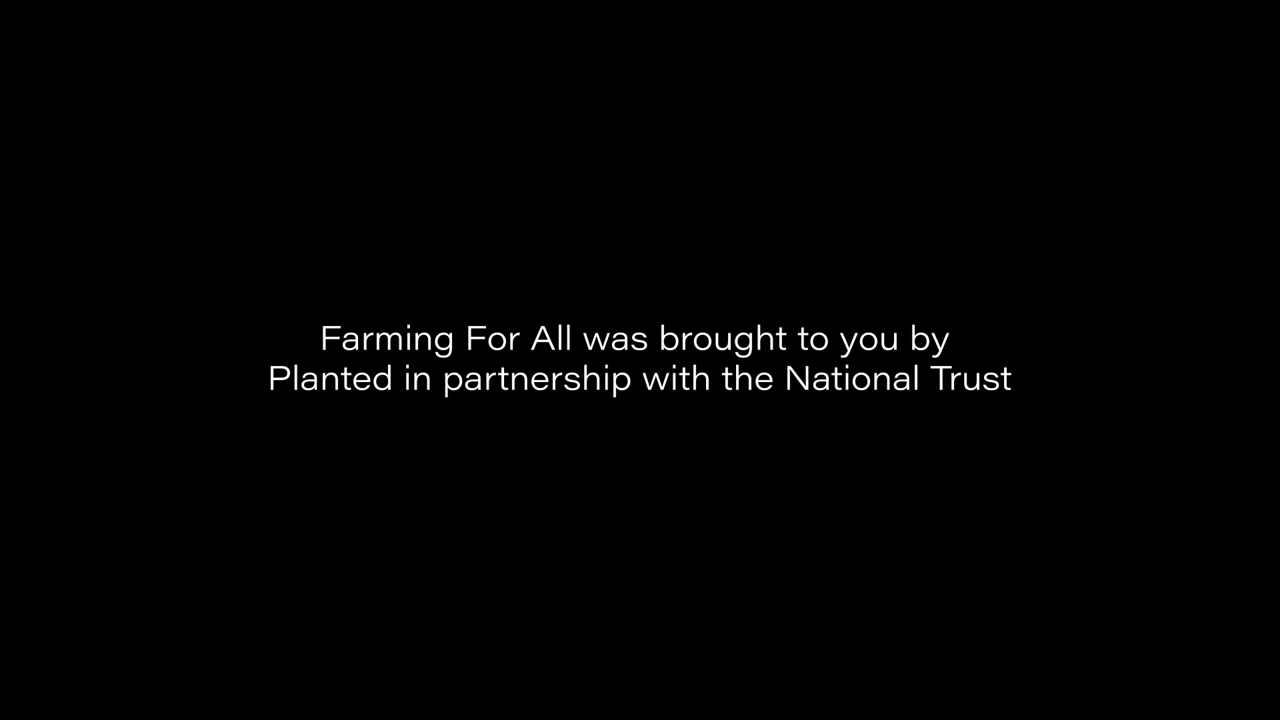 Farming For All was brought to you by
Planted in partnership with the National Trust